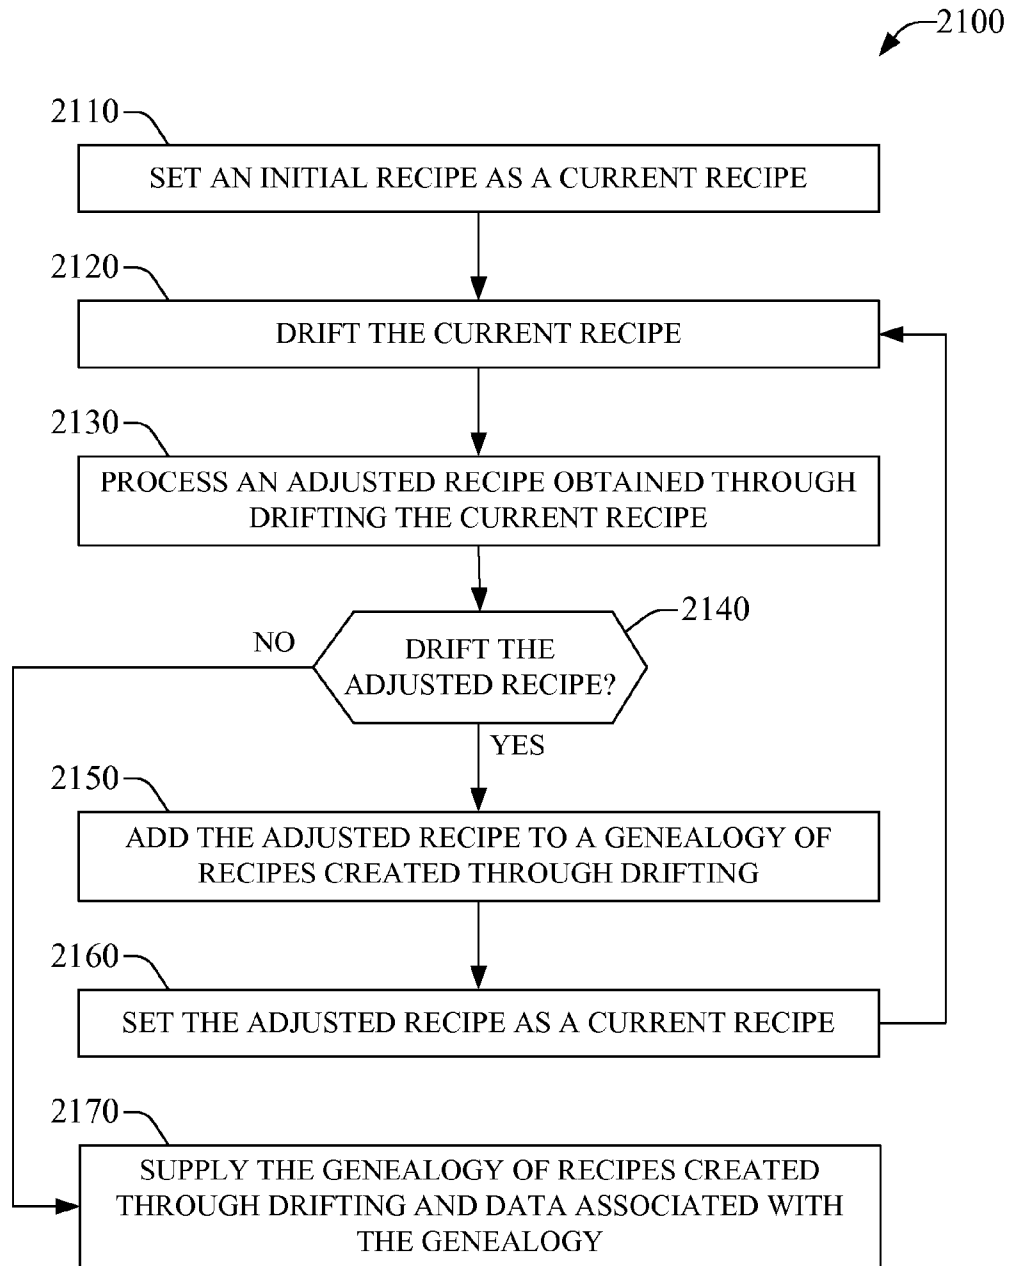 2100
2110
SET AN INITIAL RECIPE AS A CURRENT RECIPE
2120
DRIFT THE CURRENT RECIPE
2130
PROCESS AN ADJUSTED RECIPE OBTAINED THROUGH
DRIFTING THE CURRENT RECIPE
2140
NO
DRIFT THE
ADJUSTED RECIPE?
YES
2150
ADD THE ADJUSTED RECIPE TO A GENEALOGY OF
RECIPES CREATED THROUGH DRIFTING
2160
SET THE ADJUSTED RECIPE AS A CURRENT RECIPE
2170
SUPPLY THE GENEALOGY OF RECIPES CREATED
THROUGH DRIFTING AND DATA ASSOCIATED WITH
THE GENEALOGY